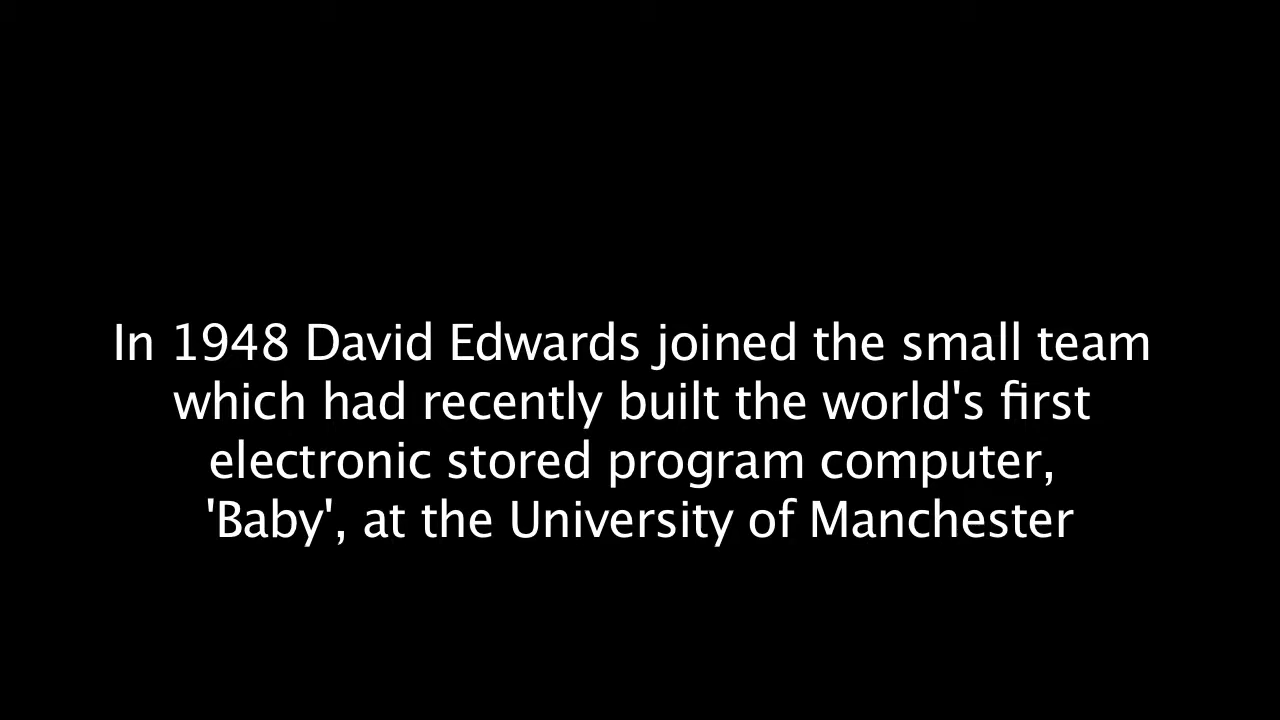 In 1948 David Edwards joined the small team
which had recently built the world's first
electronic stored program computer,
'Baby', at the University of Manchester